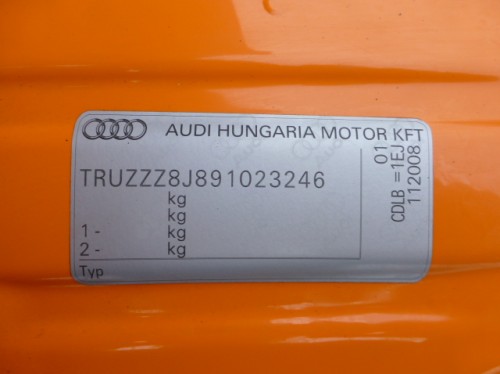 AUDI HUNGARIA MOTOR KFT
TRUZZZ8J891023246
kg
kg
1 - kg
2 - kg
Typ
01
CDLB =1EJ
112008